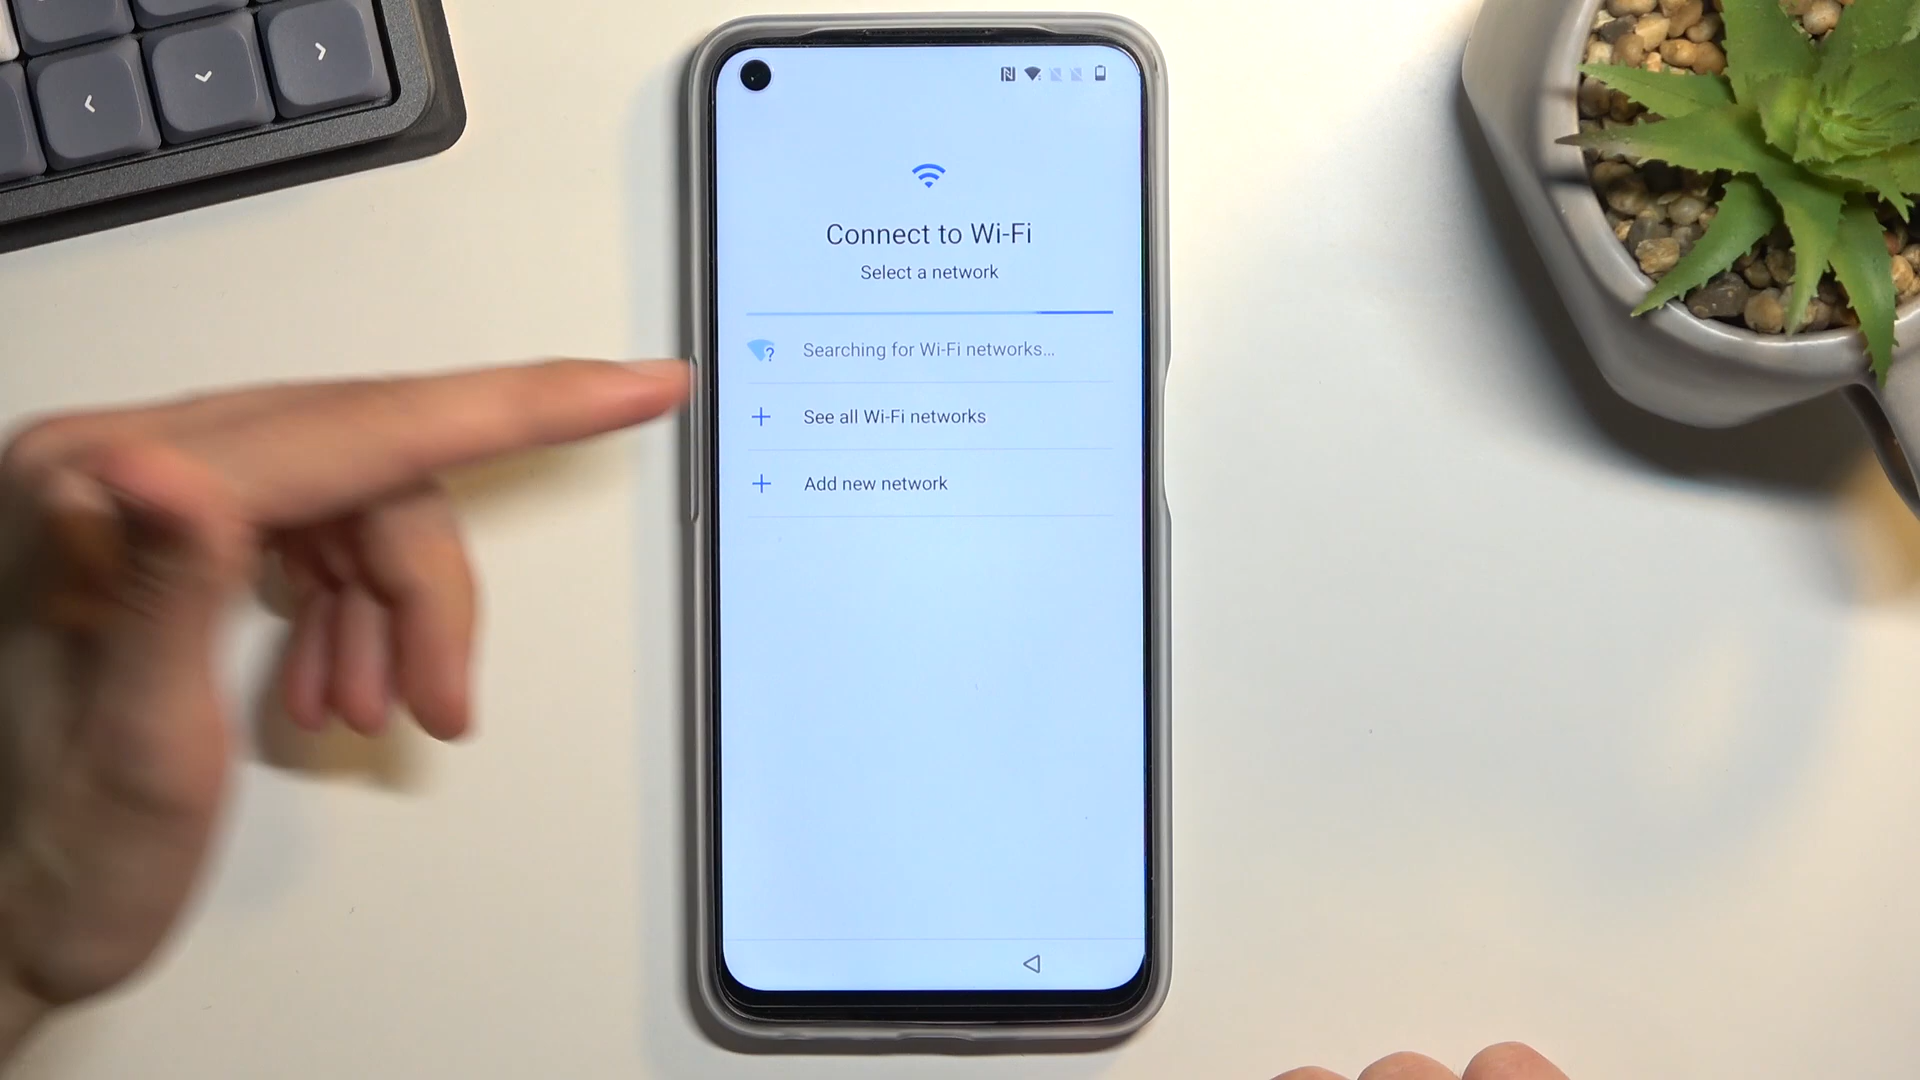 Connect to Wi-Fi
Select a network
Searching for Wi-Fi networks...
See all Wi-Fi networks
Add new network